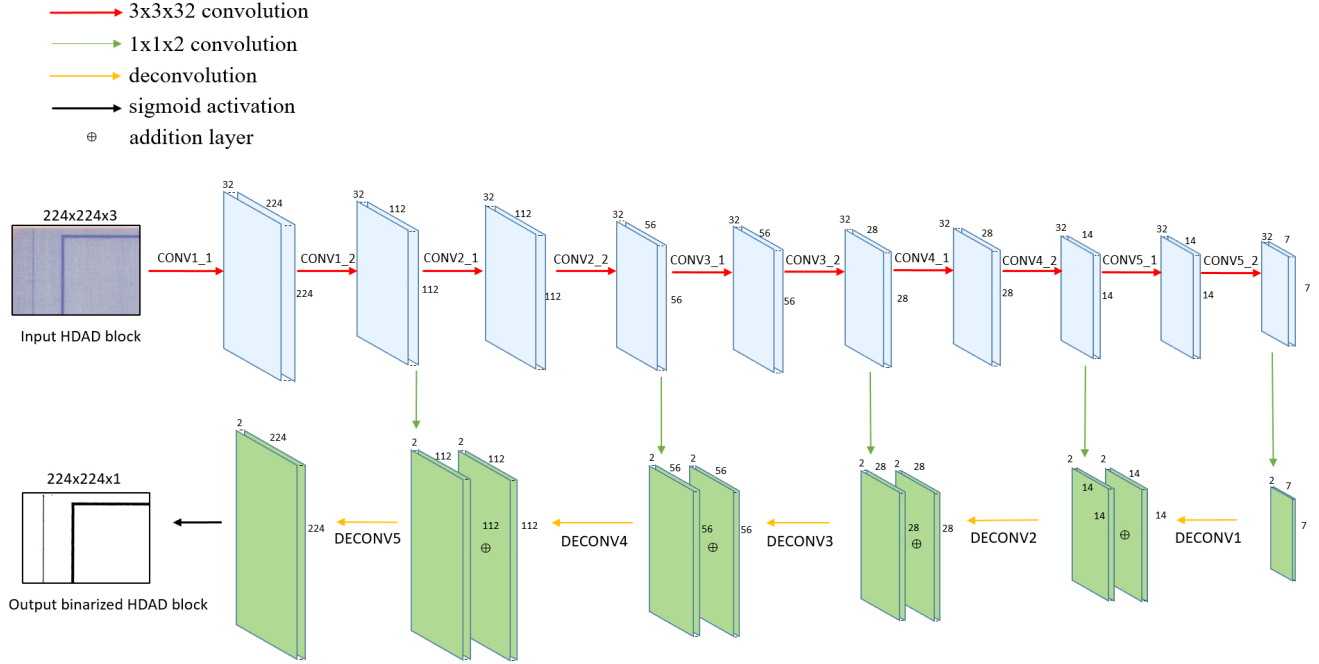 3x3x32 convolution
1x1x2 convolution
deconvolution
sigmoid activation
⊕ addition layer
224x224x3
Input HDAD block
CONV1_1
32
224
224
CONV1_2
32
112
112
CONV2_1
32
112
112
CONV2_2
32
56
56
CONV3_1
32
56
56
CONV3_2
32
28
28
CONV4_1
32
28
28
CONV4_2
32
14
14
CONV5_1
32
14
14
CONV5_2
32
7
7
224x224x1
Output binarized HDAD block
2
224
224
DECONV5
2
112
112
2
112
112
⊕
DECONV4
2
56
56
2
56
56
⊕
DECONV3
2
28
28
2
28
28
⊕
DECONV2
2
14
14
2
14
14
⊕
DECONV1
2
7
7